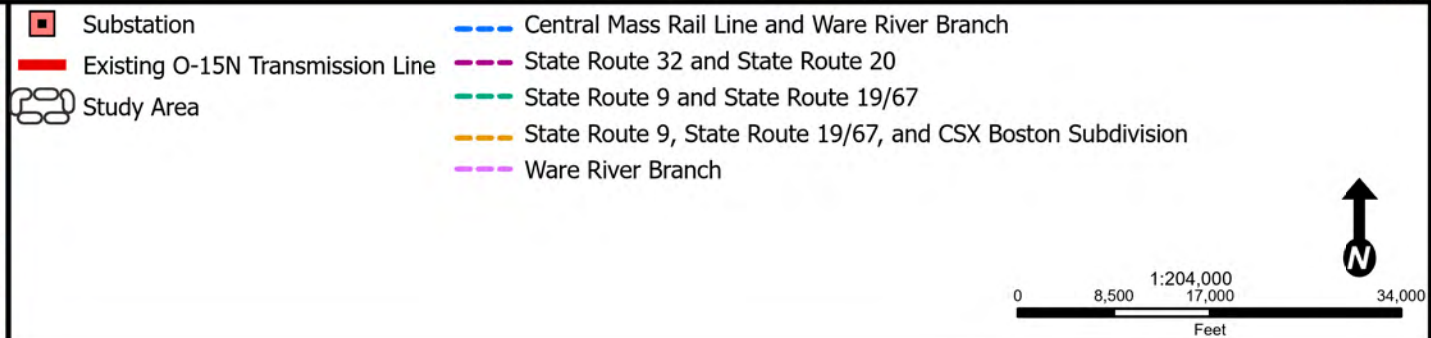 Substation
Existing O-15N Transmission Line
Study Area
Central Mass Rail Line and Ware River Branch
State Route 32 and State Route 20
State Route 9 and State Route 19/67
State Route 9, State Route 19/67, and CSX Boston Subdivision
Ware River Branch
N
1:204,000
0 8,500 17,000 34,000
Feet